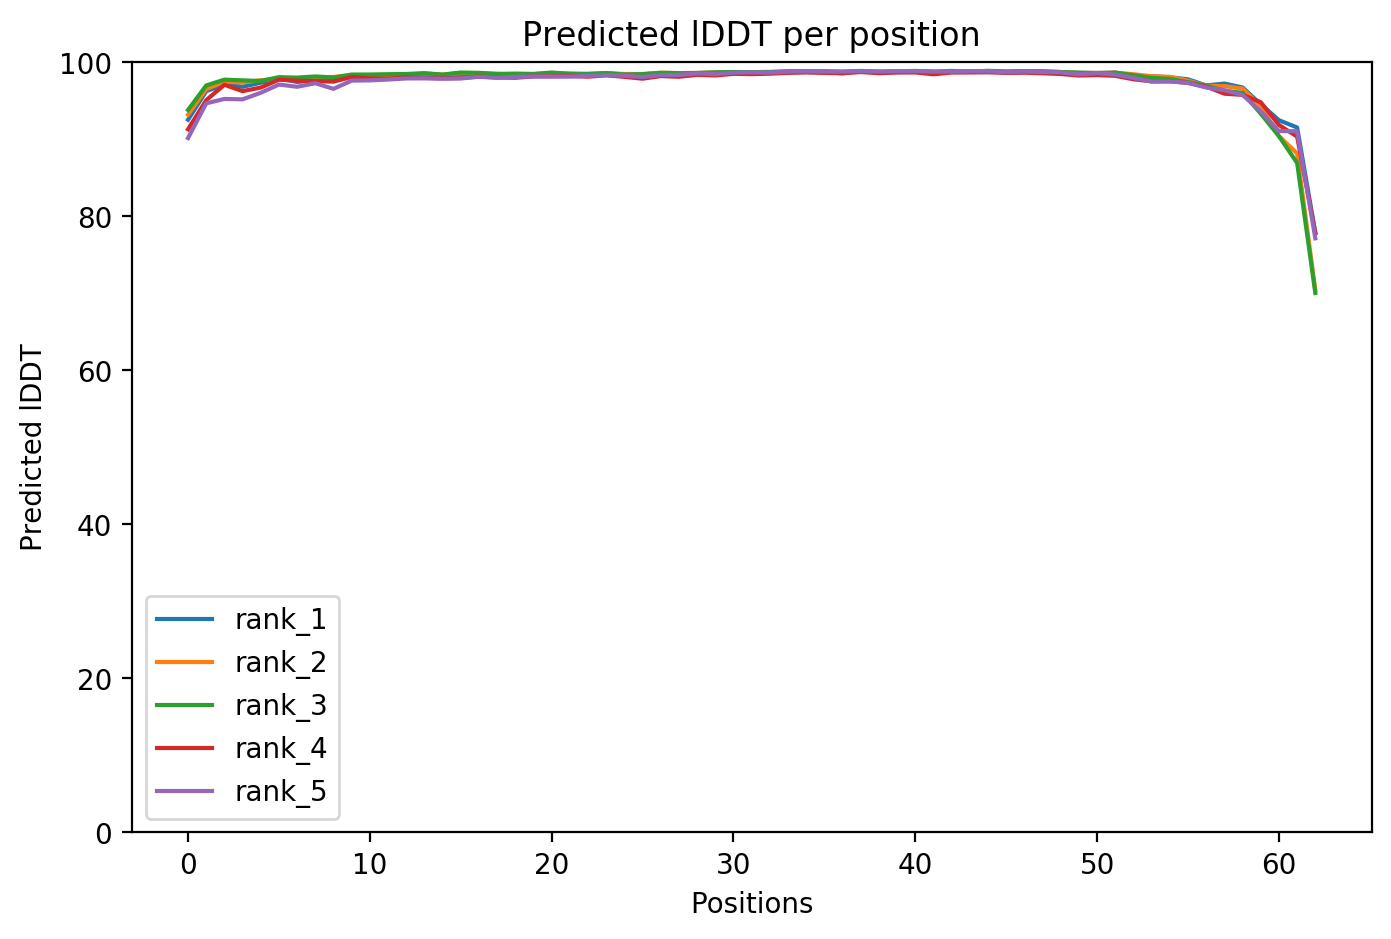 Predicted lDDT per position
100
80
60
40
20
0
Predicted lDDT
rank_1
rank_2
rank_3
rank_4
rank_5
0 10 20 30 40 50 60
Positions